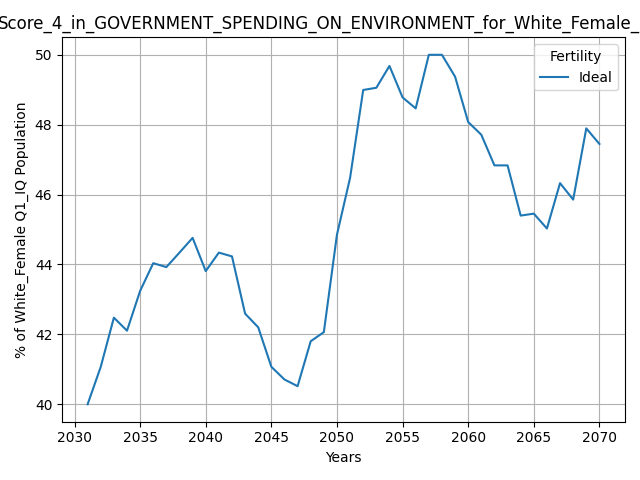 Score_4_in_GOVERNMENT_SPENDING_ON_ENVIRONMENT_for_White_Female_
Fertility
Ideal
% of White_Female Q1_IQ Population
50
48
46
44
42
40
2030 2035 2040 2045 2050 2055 2060 2065 2070
Years